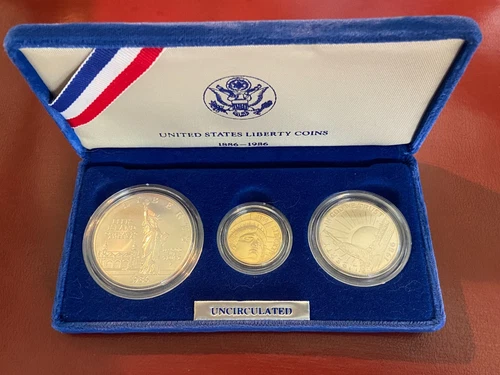 UNITED STATES LIBERTY COINS
1886-1986
UNCIRCULATED